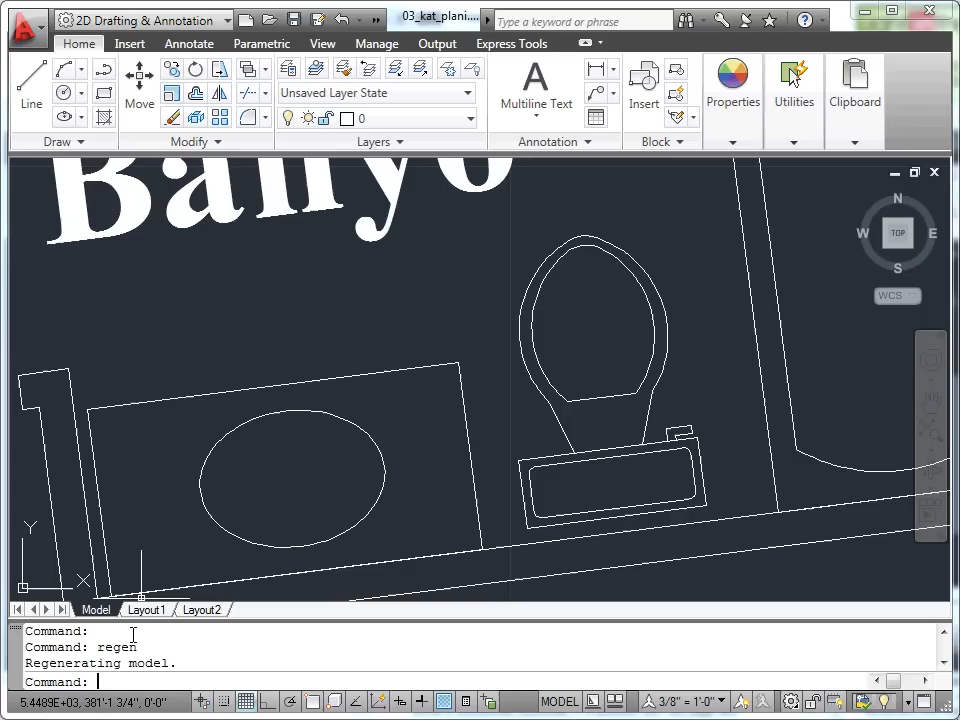 2D Drafting & Annotation
03_kat_plani....
Type a keyword or phrase
Home Insert Annotate Parametric View Manage Output Express Tools
Line
Move
Unsaved Layer State
0
Multiline Text
Insert
Properties
Utilities
Clipboard
Draw
Modify
Layers
Annotation
Block
Banyo
N
W TOP E
S
WCS
Y
X
Model Layout1 Layout2
Command:
Command: regen
Regenerating model.
Command:
5.4489E+03, 381'-1 3/4", 0'-0"
MODEL
3/8" = 1'-0"